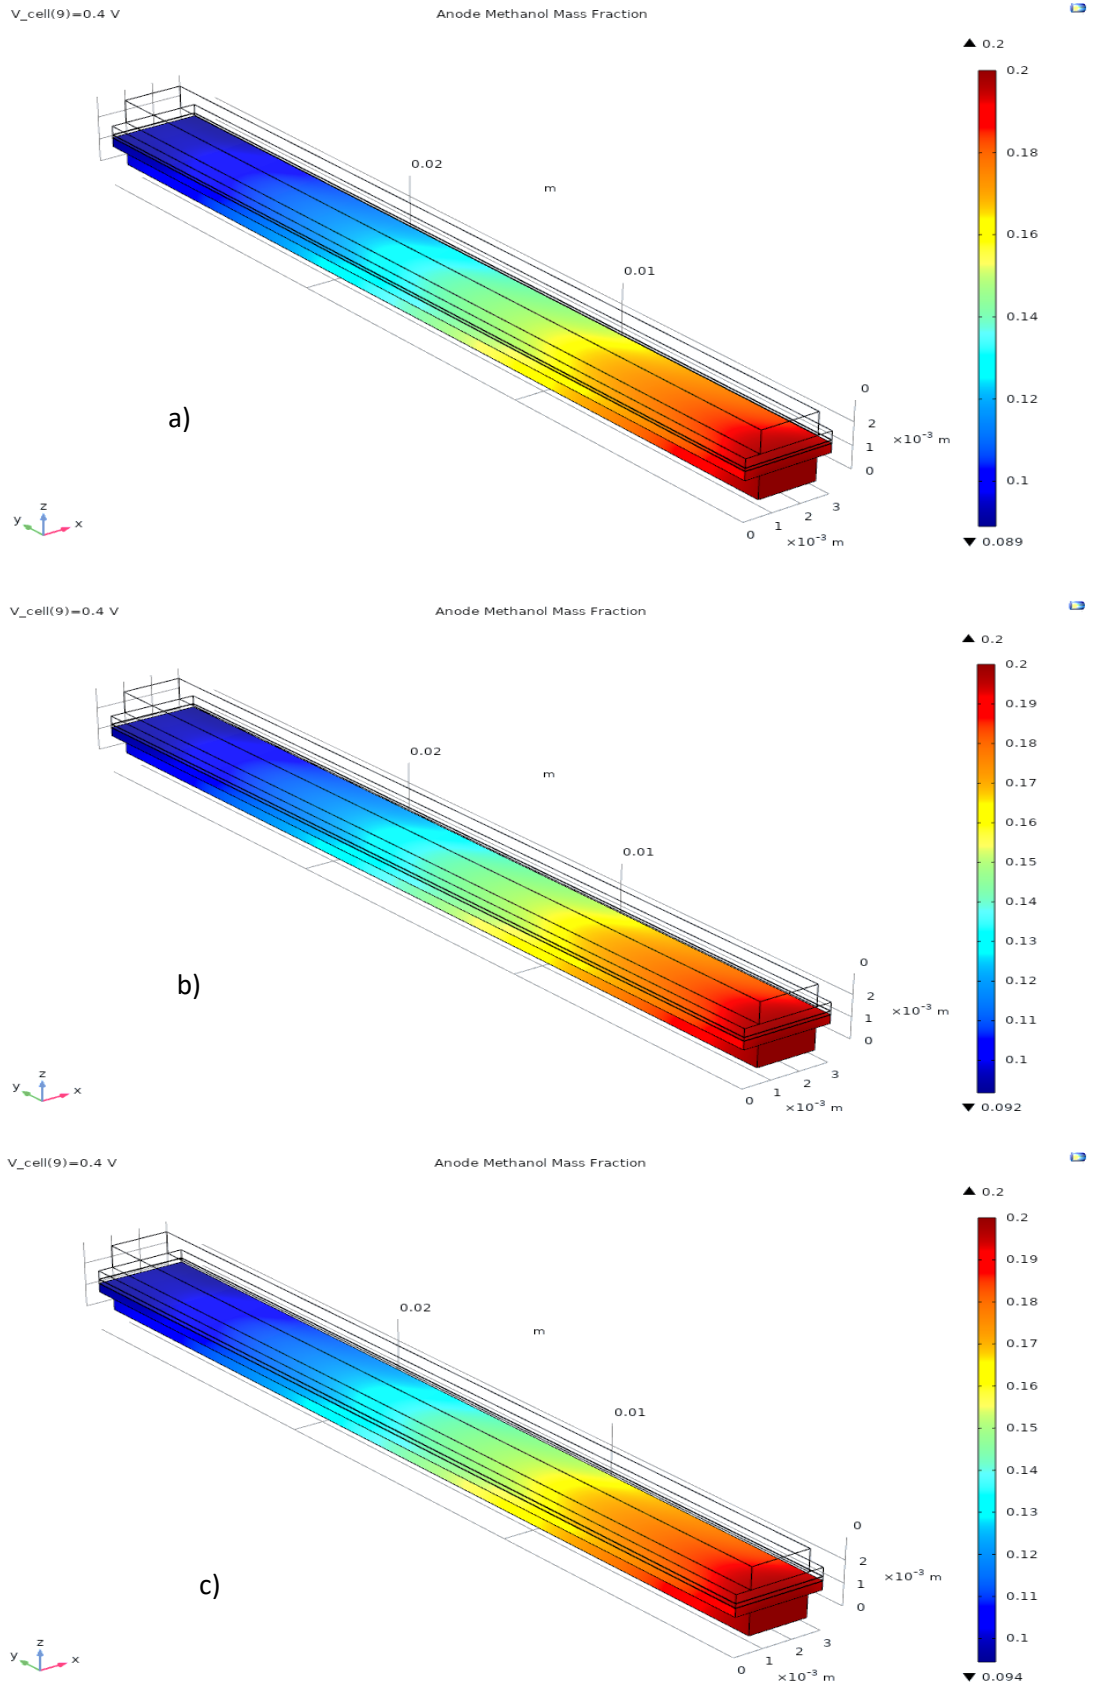 V_cell(9)=0.4 V Anode Methanol Mass Fraction
▲ 0.2
0.2
0.18
0.16
0.14
0.12
0.1
▼ 0.089
0.02
m
0.01
0
2
1
0
×10⁻³ m
3
2
1
0
×10⁻³ m
a)
z
y
x
V_cell(9)=0.4 V Anode Methanol Mass Fraction
▲ 0.2
0.2
0.19
0.18
0.17
0.16
0.15
0.14
0.13
0.12
0.11
0.1
▼ 0.092
0.02
m
0.01
0
2
1
0
×10⁻³ m
3
2
1
0
×10⁻³ m
b)
z
y
x
V_cell(9)=0.4 V Anode Methanol Mass Fraction
▲ 0.2
0.2
0.19
0.18
0.17
0.16
0.15
0.14
0.13
0.12
0.11
0.1
▼ 0.094
0.02
m
0.01
0
2
1
0
×10⁻³ m
3
2
1
0
×10⁻³ m
c)
z
y
x